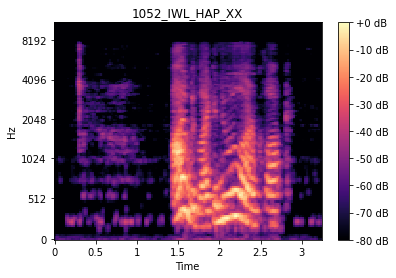 1052_IWL_HAP_XX
+0 dB
8192
-10 dB
4096
-20 dB
-30 dB
2048
Hz
-40 dB
1024
-50 dB
512
-60 dB
-70 dB
0
-80 dB
0 0.5 1 1.5 2 2.5 3
Time